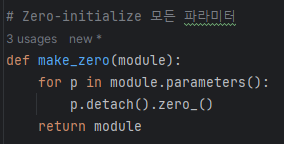 # Zero-initialize 모든 파라미터
3 usages new *
def make_zero(module):
    for p in module.parameters():
        p.detach().zero_()
    return module